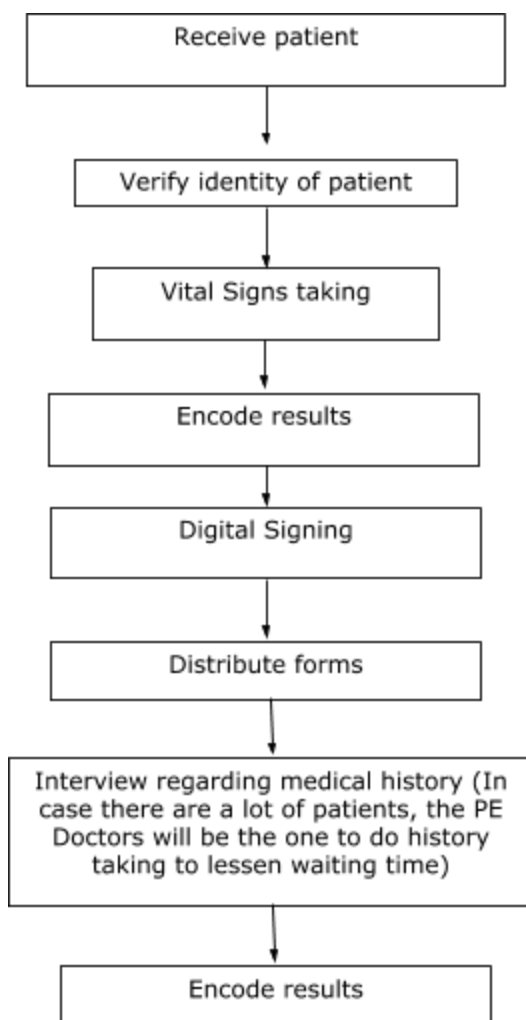 Receive patient
Verify identity of patient
Vital Signs taking
Encode results
Digital Signing
Distribute forms
Interview regarding medical history (In
case there are a lot of patients, the PE
Doctors will be the one to do history
taking to lessen waiting time)
Encode results